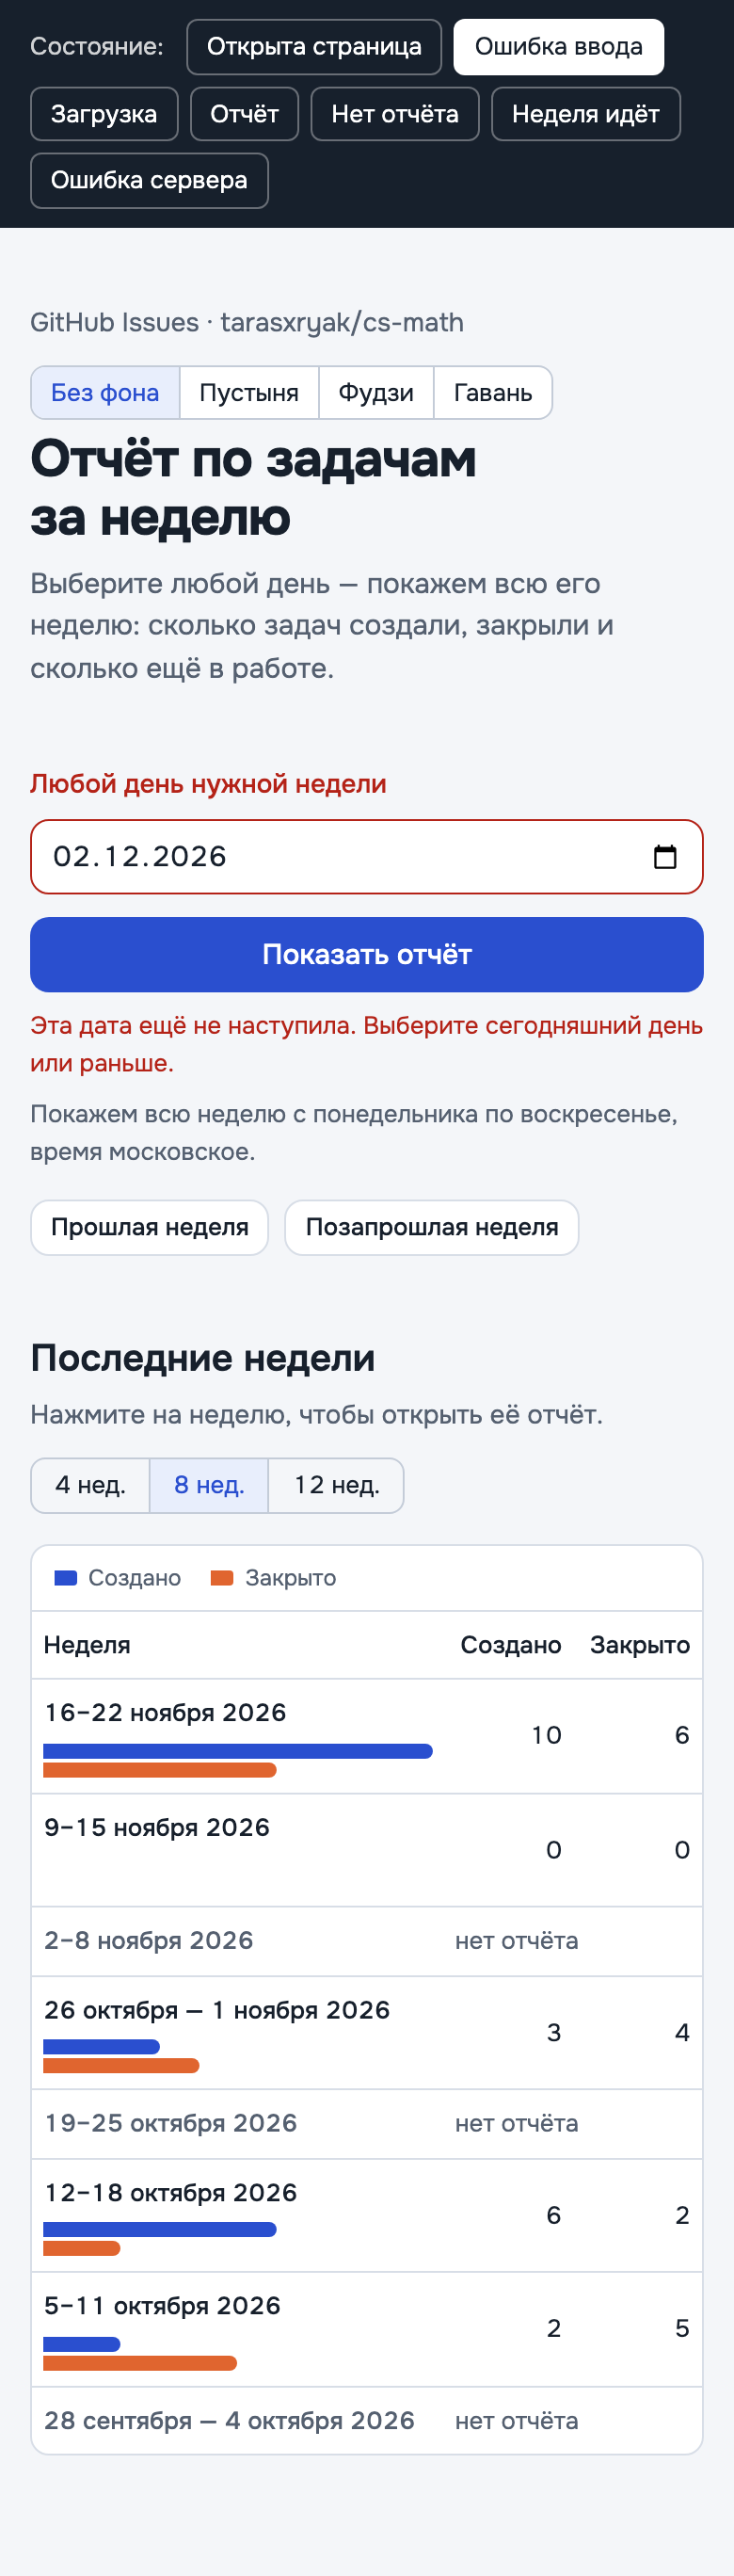 Состояние: Открыта страница Ошибка ввода
Загрузка Отчёт Нет отчёта Неделя идёт
Ошибка сервера
GitHub Issues · tarasxryak/cs-math
Без фона Пустыня Фудзи Гавань
Отчёт по задачам
за неделю
Выберите любой день — покажем всю его
неделю: сколько задач создали, закрыли и
сколько ещё в работе.
Любой день нужной недели
02.12.2026
Показать отчёт
Эта дата ещё не наступила. Выберите сегодняшний день
или раньше.
Покажем всю неделю с понедельника по воскресенье,
время московское.
Прошлая неделя Позапрошлая неделя
Последние недели
Нажмите на неделю, чтобы открыть её отчёт.
4 нед. 8 нед. 12 нед.
Создано Закрыто
Неделя Создано Закрыто
16–22 ноября 2026 10 6
9–15 ноября 2026 0 0
2–8 ноября 2026 нет отчёта
26 октября — 1 ноября 2026 3 4
19–25 октября 2026 нет отчёта
12–18 октября 2026 6 2
5–11 октября 2026 2 5
28 сентября — 4 октября 2026 нет отчёта